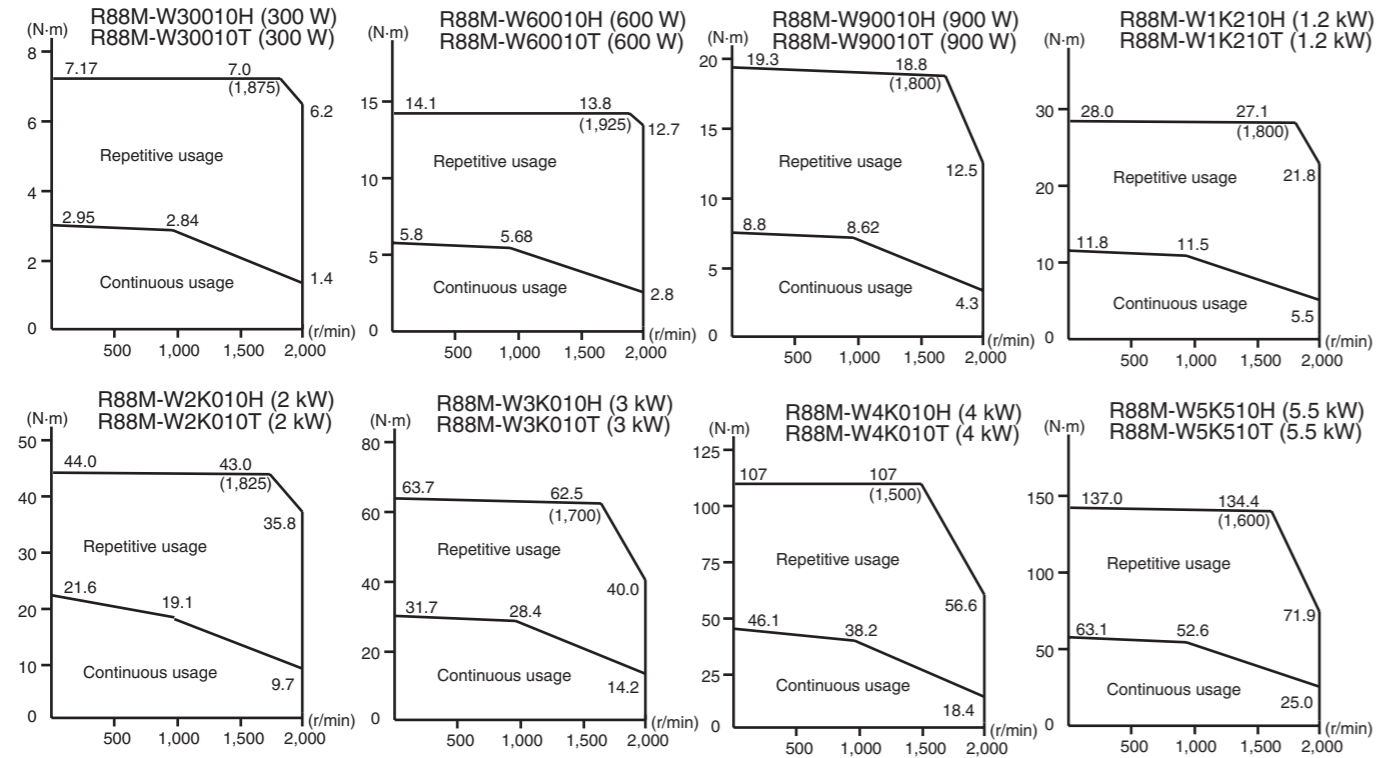 R88M-W30010H (300 W)
R88M-W30010T (300 W)
(N·m)
8
7.17
7.0
(1,875)
6.2
6
Repetitive usage
4
2.95
2.84
2
Continuous usage
1.4
0
(r/min)
500
1,000
1,500
2,000
R88M-W60010H (600 W)
R88M-W60010T (600 W)
(N·m)
15
14.1
13.8
(1,925)
12.7
Repetitive usage
10
5.8
5.68
5
Continuous usage
2.8
0
(r/min)
500
1,000
1,500
2,000
R88M-W90010H (900 W)
R88M-W90010T (900 W)
(N·m)
20
19.3
18.8
(1,800)
15
Repetitive usage
12.5
10
8.8
8.62
5
Continuous usage
4.3
0
(r/min)
500
1,000
1,500
2,000
R88M-W1K210H (1.2 kW)
R88M-W1K210T (1.2 kW)
(N·m)
30
28.0
27.1
(1,800)
Repetitive usage
21.8
20
11.8
11.5
10
Continuous usage
5.5
0
(r/min)
500
1,000
1,500
2,000
R88M-W2K010H (2 kW)
R88M-W2K010T (2 kW)
(N·m)
50
44.0
43.0
(1,825)
40
35.8
Repetitive usage
30
21.6
19.1
20
Continuous usage
10
9.7
0
(r/min)
500
1,000
1,500
2,000
R88M-W3K010H (3 kW)
R88M-W3K010T (3 kW)
(N·m)
80
63.7
62.5
(1,700)
60
Repetitive usage
40
40.0
31.7
28.4
20
Continuous usage
14.2
0
(r/min)
500
1,000
1,500
2,000
R88M-W4K010H (4 kW)
R88M-W4K010T (4 kW)
(N·m)
125
107
107
(1,500)
100
75
Repetitive usage
56.6
50
46.1
38.2
25
Continuous usage
18.4
0
(r/min)
500
1,000
1,500
2,000
R88M-W5K510H (5.5 kW)
R88M-W5K510T (5.5 kW)
(N·m)
150
137.0
134.4
(1,600)
100
Repetitive usage
71.9
63.1
52.6
50
Continuous usage
25.0
0
(r/min)
500
1,000
1,500
2,000